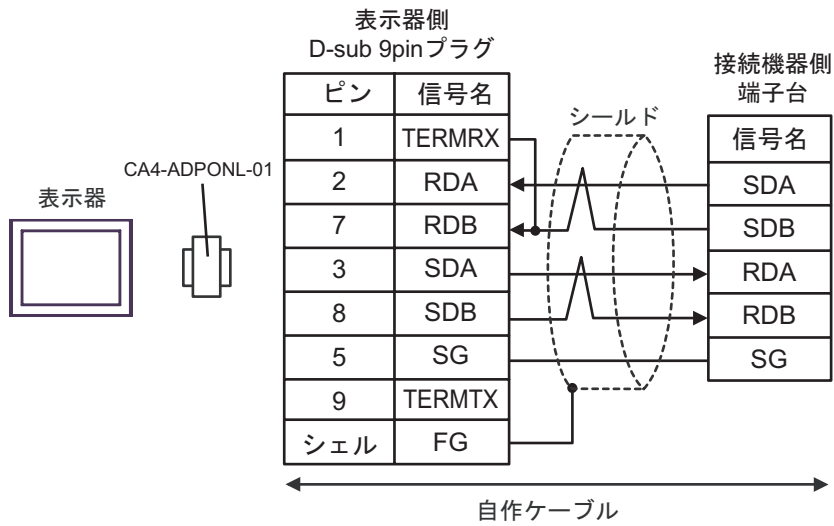 表示器側
D-sub 9pinプラグ
接続機器側
端子台
ピン 信号名
シールド
信号名
1 TERMRX
CA4-ADPONL-01
表示器
2 RDA
SDA
7 RDB
SDB
3 SDA
RDA
8 SDB
RDB
5 SG
SG
9 TERMTX
シェル FG
自作ケーブル